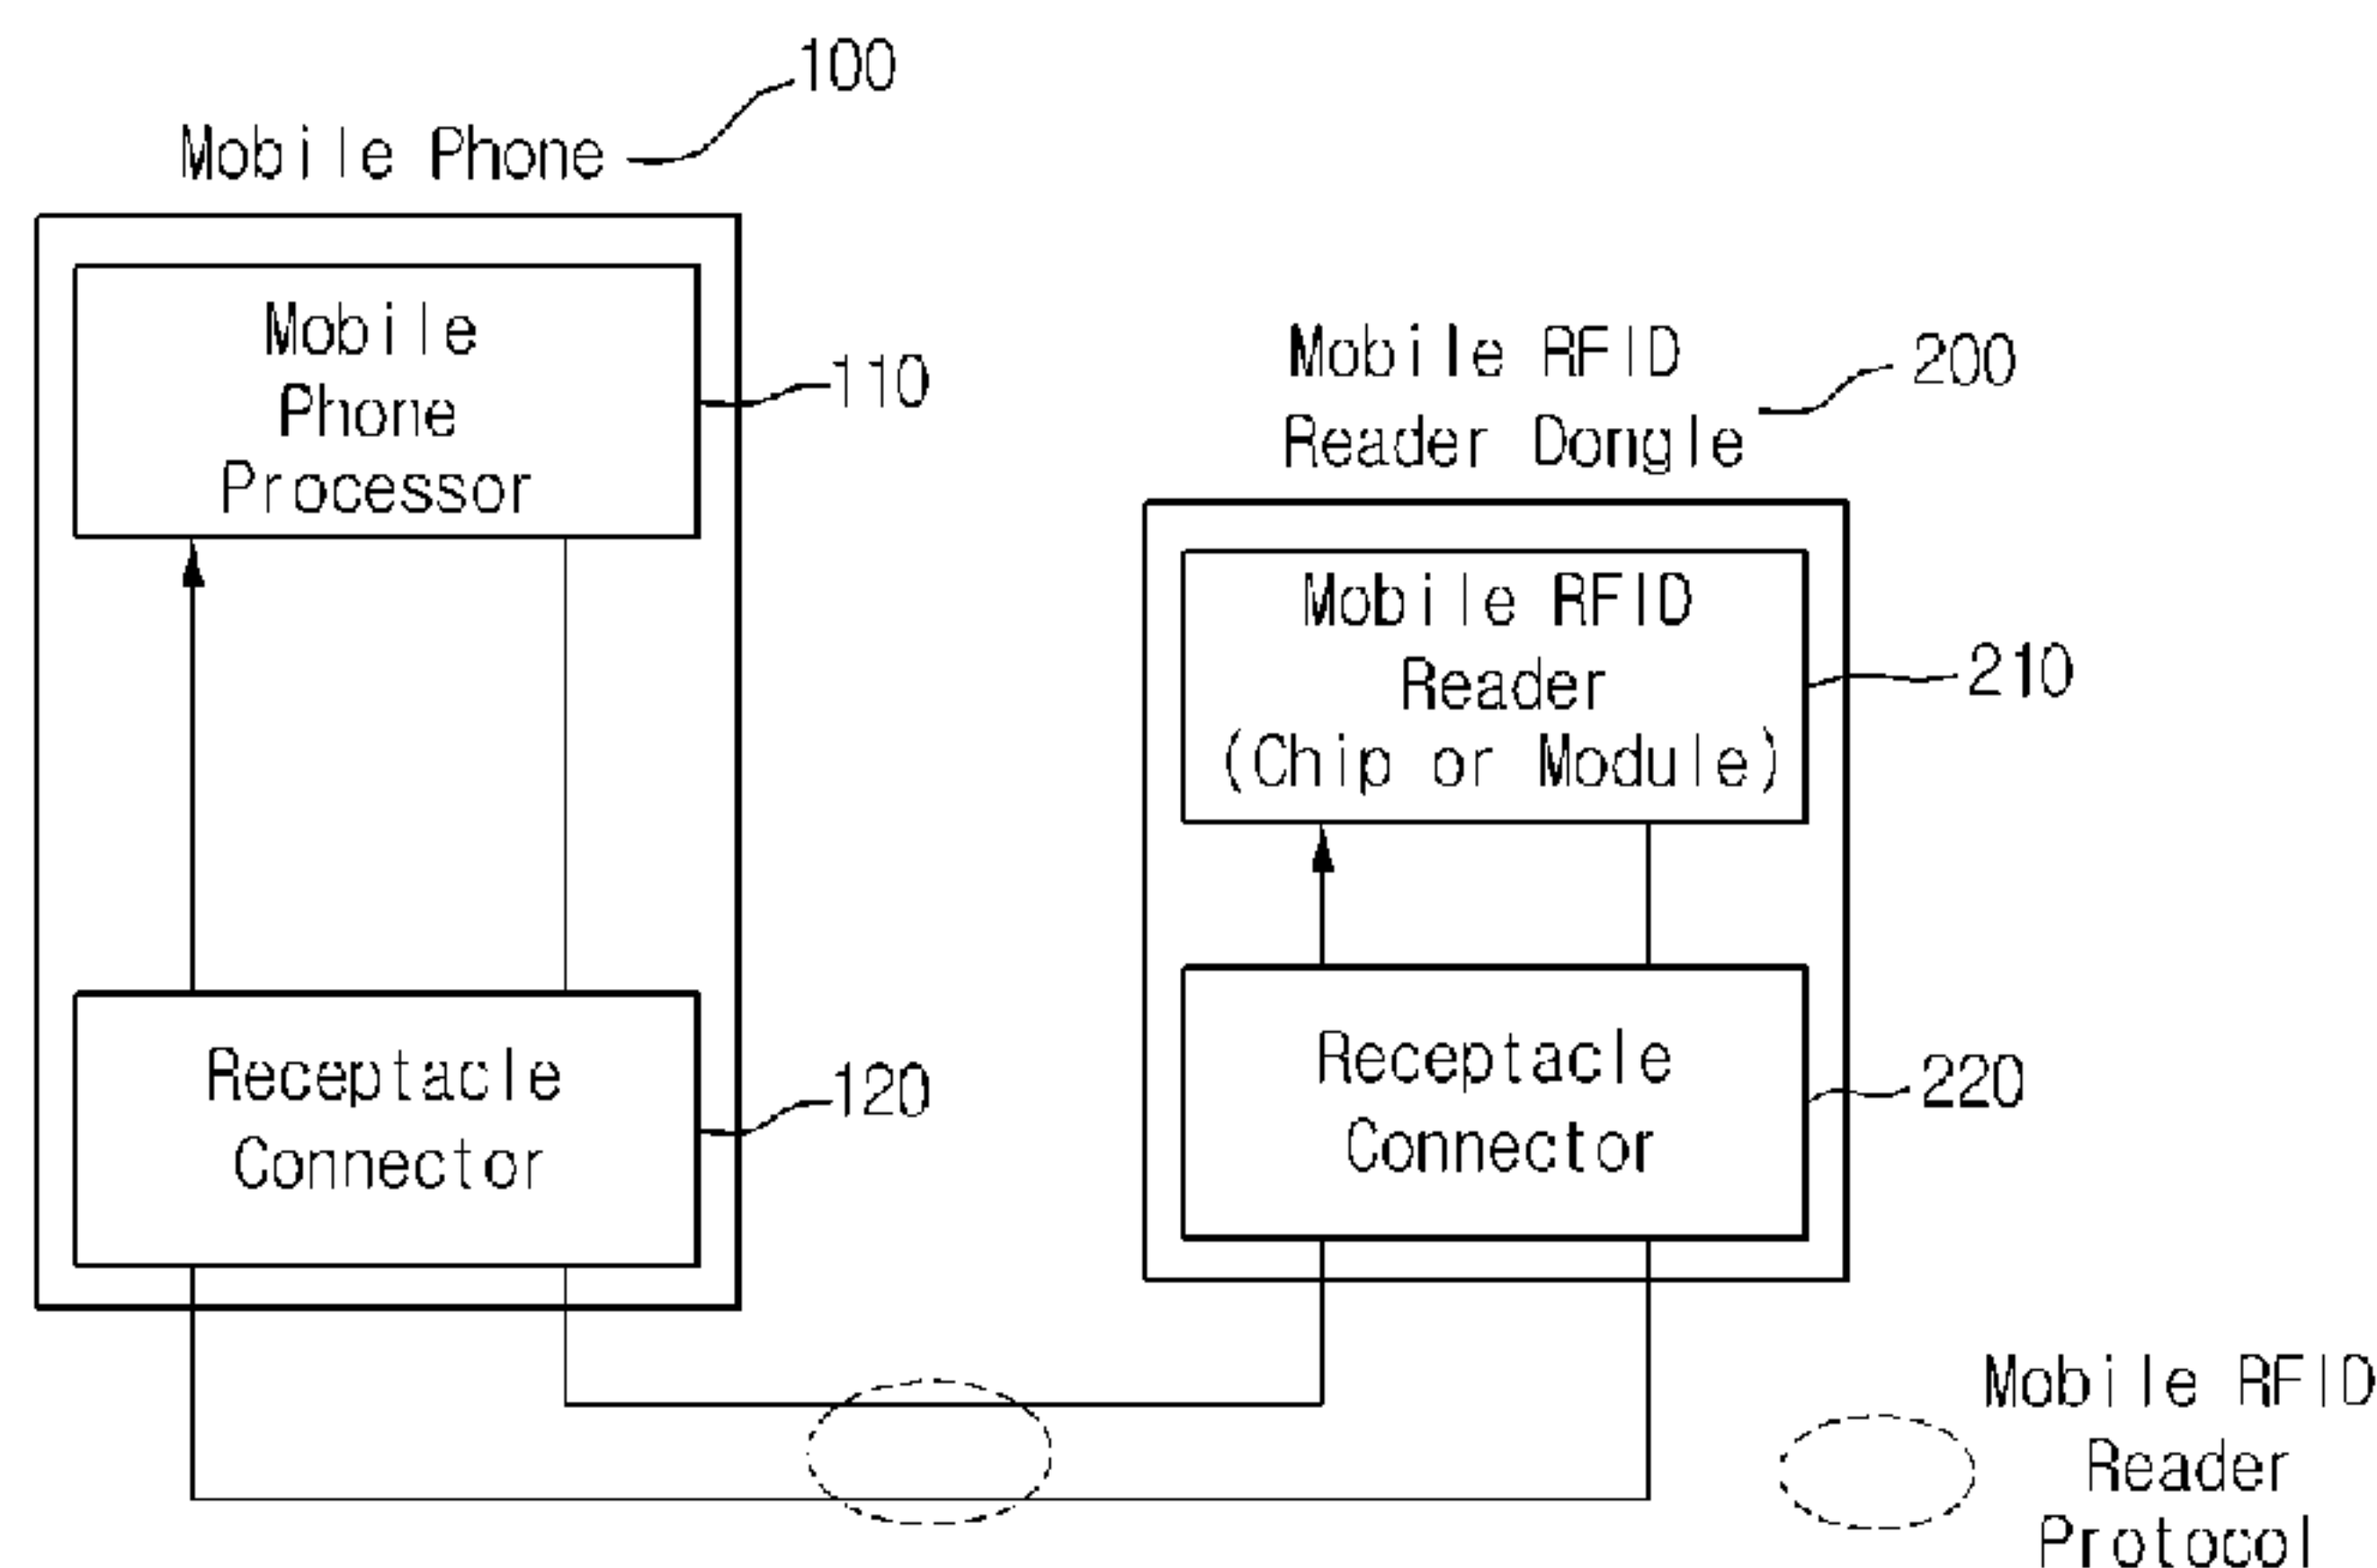 100
Mobile Phone
Mobile
Phone
Processor
110
Receptacle
Connector
120
Mobile RFID
Reader Dongle
200
Mobile RFID
Reader
(Chip or Module)
210
Receptacle
Connector
220
Mobile RFID
Reader
Protocol